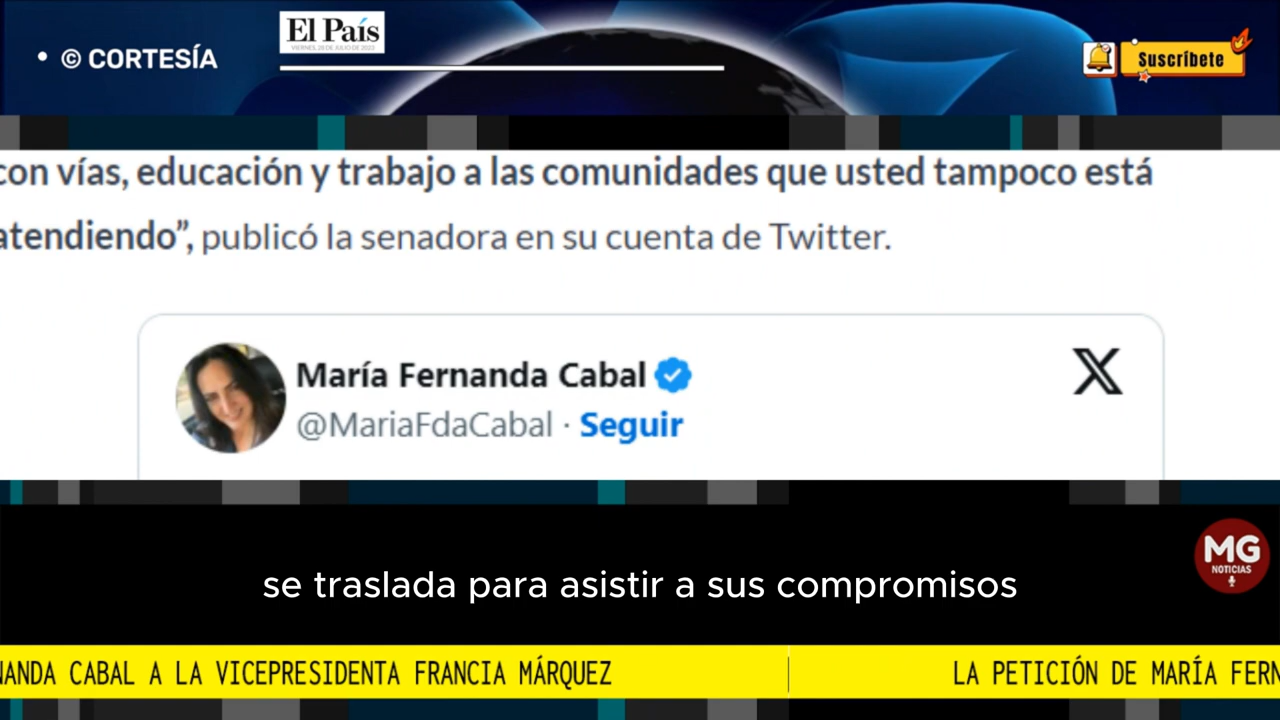 • © CORTESÍA
El País
VIERNES, 28 DE JULIO DE 2023
Suscríbete
con vías, educación y trabajo a las comunidades que usted tampoco está
atendiendo”, publicó la senadora en su cuenta de Twitter.
María Fernanda Cabal
@MariaFdaCabal · Seguir
se traslada para asistir a sus compromisos
MG
NOTICIAS
NANDA CABAL A LA VICEPRESIDENTA FRANCIA MÁRQUEZ
LA PETICIÓN DE MARÍA FERN